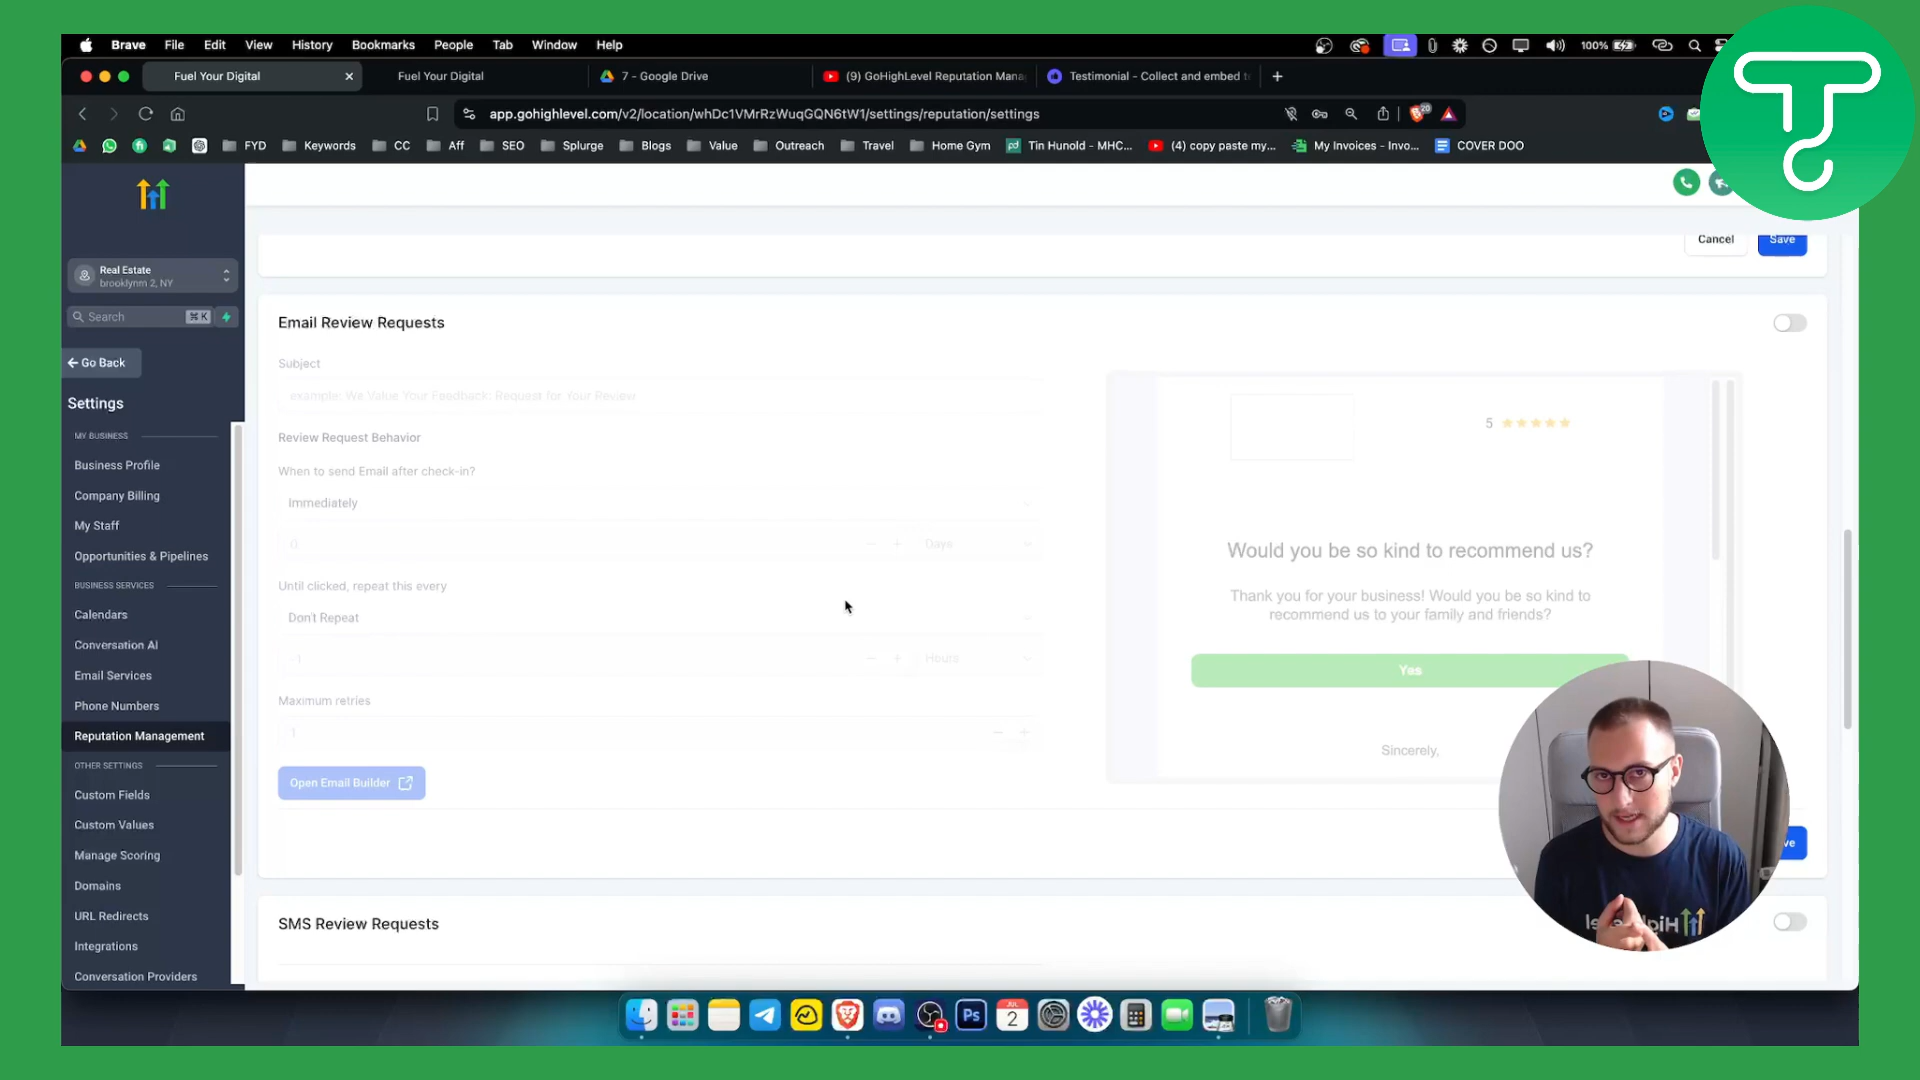 Brave File Edit View History Bookmarks People Tab Window Help
100%
Fuel Your Digital
Fuel Your Digital
7 - Google Drive
(9) GoHighLevel Reputation Mana
Testimonial - Collect and embed t
app.gohighlevel.com/v2/location/whDc1VMrRzWuqGQN6tW1/settings/reputation/settings
20
FYD Keywords CC Aff SEO Splurge Blogs Value Outreach Travel Home Gym Tin Hunold - MHC... (4) copy paste my... My Invoices - Invo... COVER DOO
Real Estate
brooklynm 2, NY
Search ⌘ K
Go Back
Settings
MY BUSINESS
Business Profile
Company Billing
My Staff
Opportunities & Pipelines
BUSINESS SERVICES
Calendars
Conversation AI
Email Services
Phone Numbers
Reputation Management
OTHER SETTINGS
Custom Fields
Custom Values
Manage Scoring
Domains
URL Redirects
Integrations
Conversation Providers
Cancel Save
Email Review Requests
Subject
example: We Value Your Feedback: Request for Your Review
Review Request Behavior
When to send Email after check-in?
Immediately
0 Days
Until clicked, repeat this every
Don't Repeat
-1 Hours
Maximum retries
1
Open Email Builder
5
Would you be so kind to recommend us?
Thank you for your business! Would you be so kind to
recommend us to your family and friends?
Yes
Sincerely,
SMS Review Requests
Ps
JUL
2